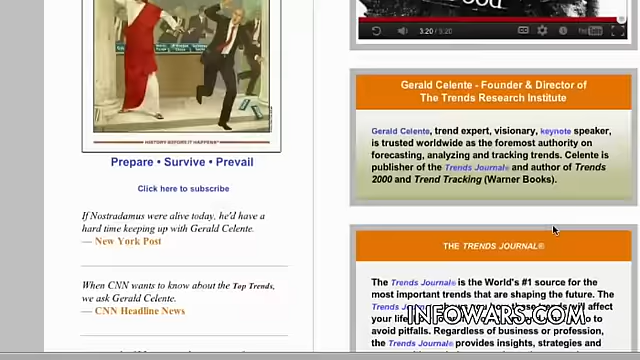 HISTORY BEFORE IT HAPPENS®
Prepare • Survive • Prevail
Click here to subscribe
If Nostradamus were alive today, he'd have a
hard time keeping up with Gerald Celente.
— New York Post
When CNN wants to know about the Top Trends,
we ask Gerald Celente.
— CNN Headline News
3:20 / 5:20
Gerald Celente - Founder & Director of
The Trends Research Institute
Gerald Celente, trend expert, visionary, keynote speaker,
is trusted worldwide as the foremost authority on
forecasting, analyzing and tracking trends. Celente is
publisher of the Trends Journal® and author of Trends
2000 and Trend Tracking (Warner Books).
THE TRENDS JOURNAL®
The Trends Journal® is the World's #1 source for the
most important trends that are shaping the future. The
Trends will affect
your life to
INFOWARS.COM
avoid pitfalls. Regardless of business or profession,
the Trends Journal® provides insights, strategies and